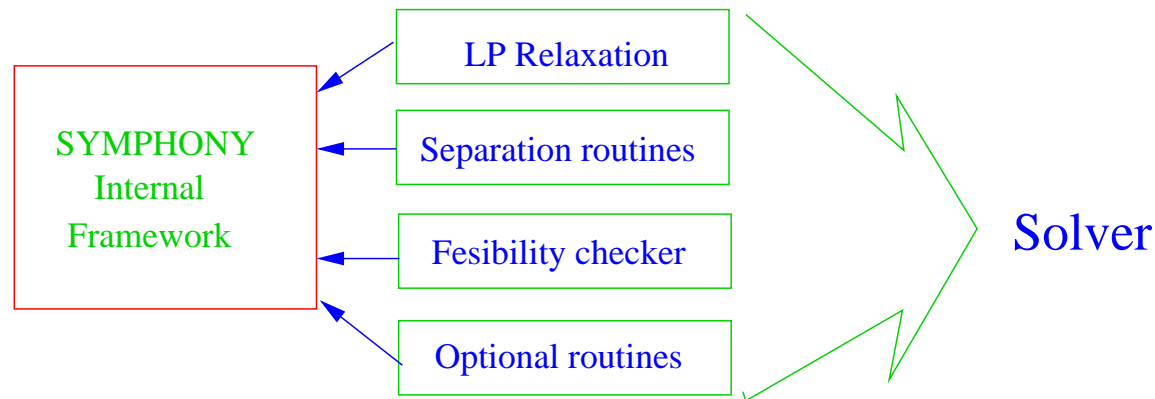 SYMPHONY
Internal
Framework
LP Relaxation
Separation routines
Fesibility checker
Optional routines
Solver